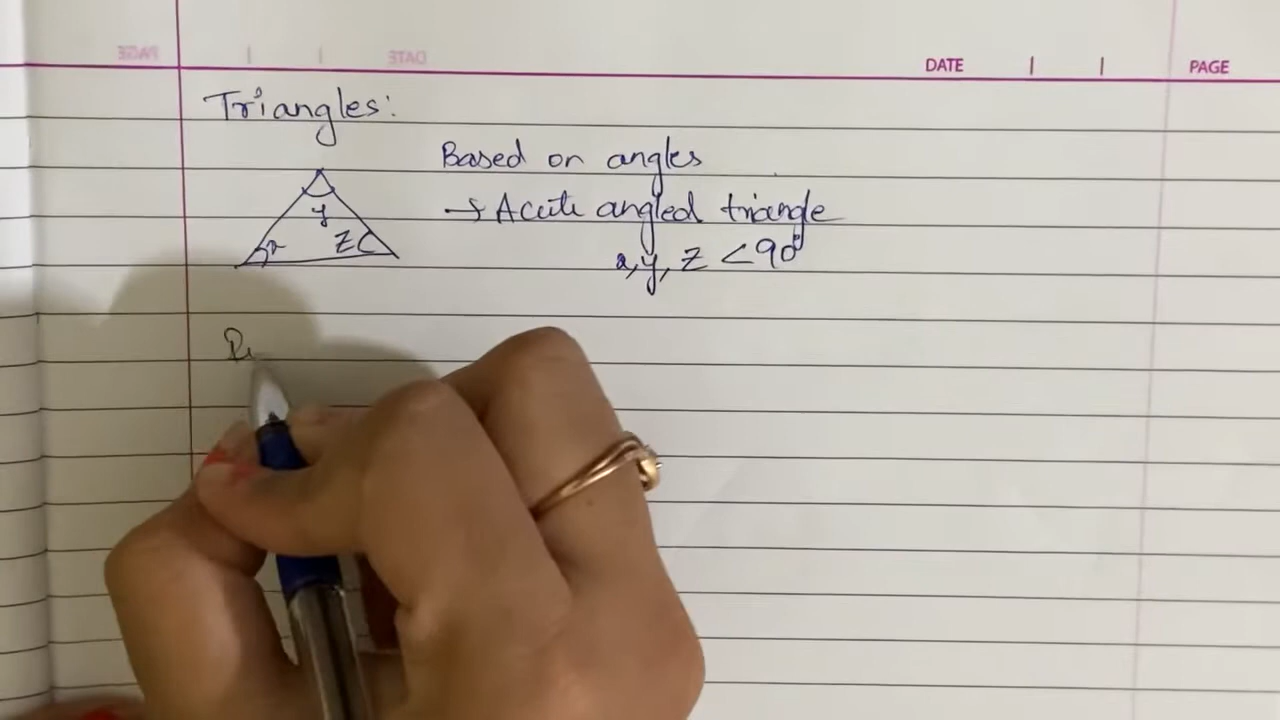 DATE PAGE
Triangles:
Based on angles
→ Acute angled triangle
x, y, z < 90°
y
x z